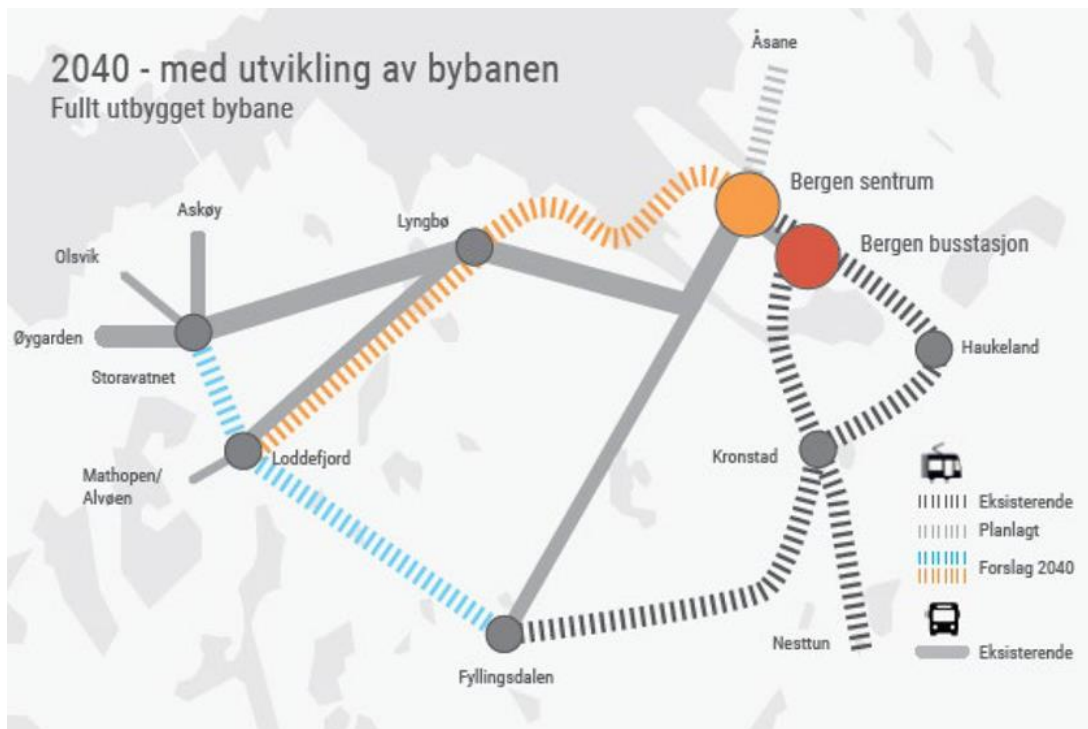 2040 - med utvikling av bybanen
Fullt utbygget bybane
Åsane
Bergen sentrum
Askøy
Lyngbø
Olsvik
Bergen busstasjon
Øygarden
Haukeland
Storavatnet
Loddefjord
Kronstad
Mathopen/
Alvøen
Eksisterende
Planlagt
Forslag 2040
Nesttun
Eksisterende
Fyllingsdalen